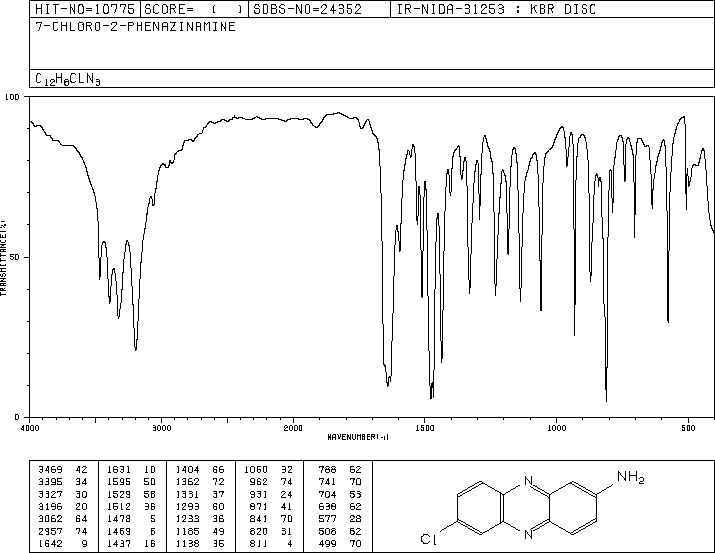 HIT-NO=10775 SCORE= ( ) SDBS-NO=24352 IR-NIDA-31253 : KBR DISC
7-CHLORO-2-PHENAZINAMINE
C12H8CLN3
100
TRANSMITTANCE(%)
50
0
4000 3000 2000 1500 1000 500
WAVENUMBER(-1)
3469 42 1631 10 1404 66 1060 32 788 62
3395 34 1595 50 1362 72 962 74 741 70
3327 30 1529 58 1331 37 931 24 704 53
3196 20 1512 36 1293 60 871 41 638 62
3062 64 1478 5 1233 36 841 70 577 28
2957 74 1469 6 1185 49 820 31 508 62
1642 9 1437 16 1138 35 811 4 499 70
N NH2
Cl N